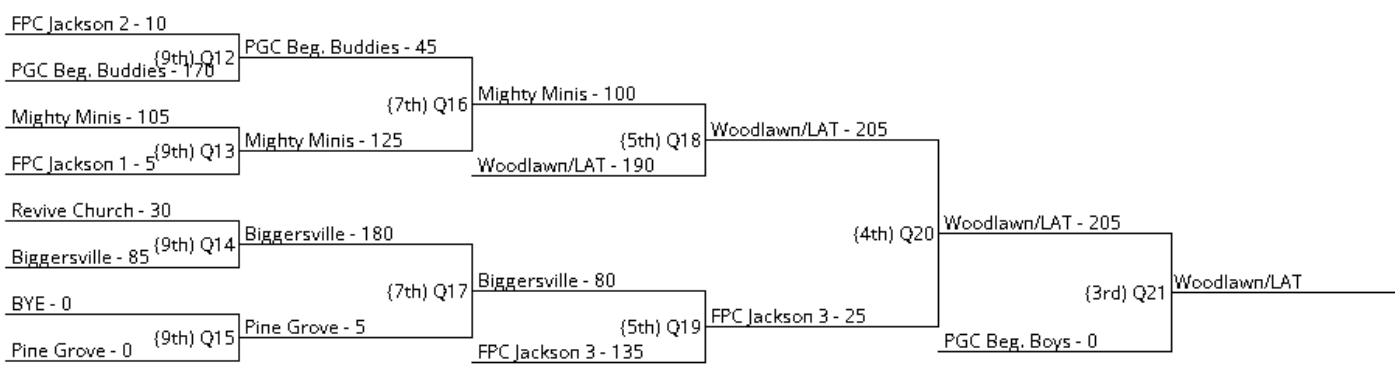 FPC Jackson 2 - 10
{9th} Q12
PGC Beg. Buddies - 170
PGC Beg. Buddies - 45
{7th} Q16
Mighty Minis - 105
{9th} Q13
FPC Jackson 1 - 5
Mighty Minis - 125
Mighty Minis - 100
{5th} Q18
Woodlawn/LAT - 190
Woodlawn/LAT - 205
Revive Church - 30
{9th} Q14
Biggersville - 85
Biggersville - 180
{7th} Q17
BYE - 0
{9th} Q15
Pine Grove - 0
Pine Grove - 5
Biggersville - 80
{5th} Q19
FPC Jackson 3 - 135
FPC Jackson 3 - 25
{4th} Q20
Woodlawn/LAT - 205
{3rd} Q21
PGC Beg. Boys - 0
Woodlawn/LAT